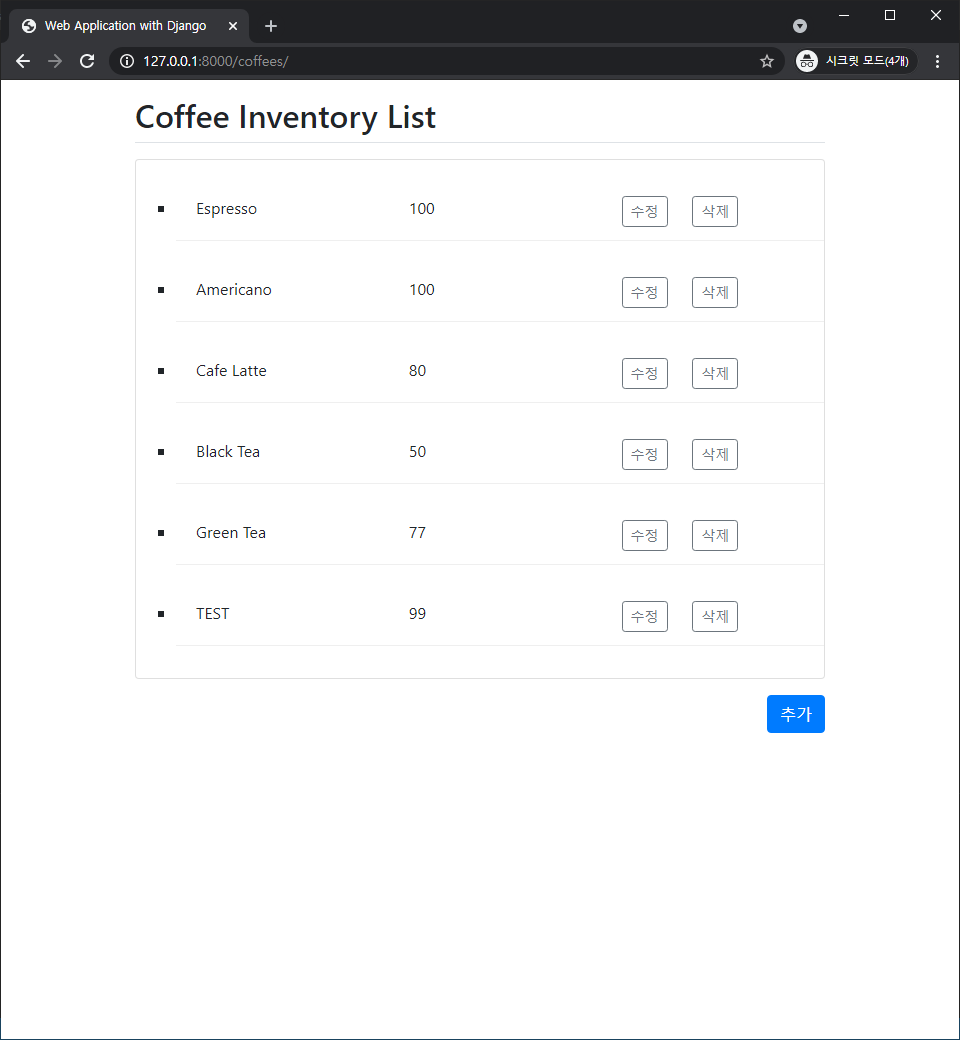 Web Application with Django
127.0.0.1:8000/coffees/
시크릿 모드(4개)
Coffee Inventory List
Espresso 100 수정 삭제
Americano 100 수정 삭제
Cafe Latte 80 수정 삭제
Black Tea 50 수정 삭제
Green Tea 77 수정 삭제
TEST 99 수정 삭제
추가